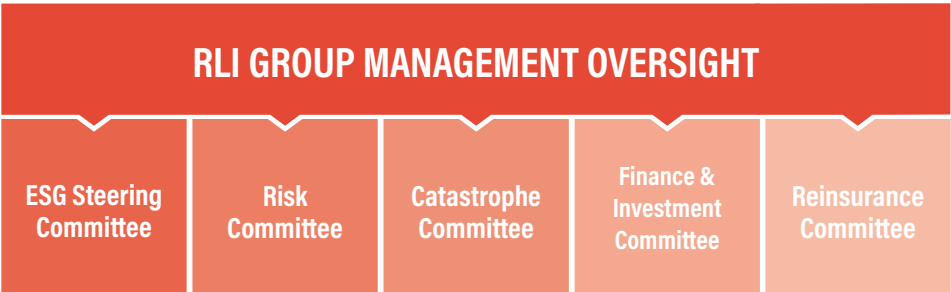 RLI GROUP MANAGEMENT OVERSIGHT
ESG Steering
Committee
Risk
Committee
Catastrophe
Committee
Finance &
Investment
Committee
Reinsurance
Committee